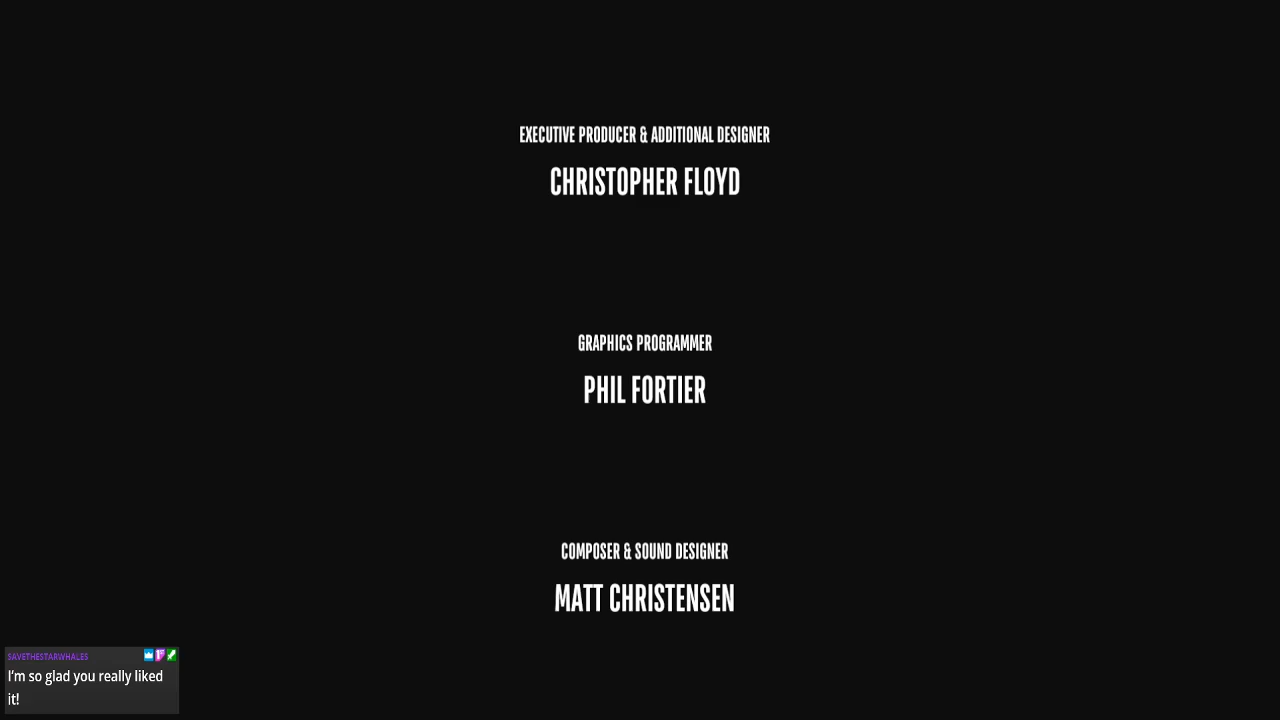 EXECUTIVE PRODUCER & ADDITIONAL DESIGNER
CHRISTOPHER FLOYD
GRAPHICS PROGRAMMER
PHIL FORTIER
COMPOSER & SOUND DESIGNER
MATT CHRISTENSEN
SAVETHESTARWHALES
I'm so glad you really liked
it!